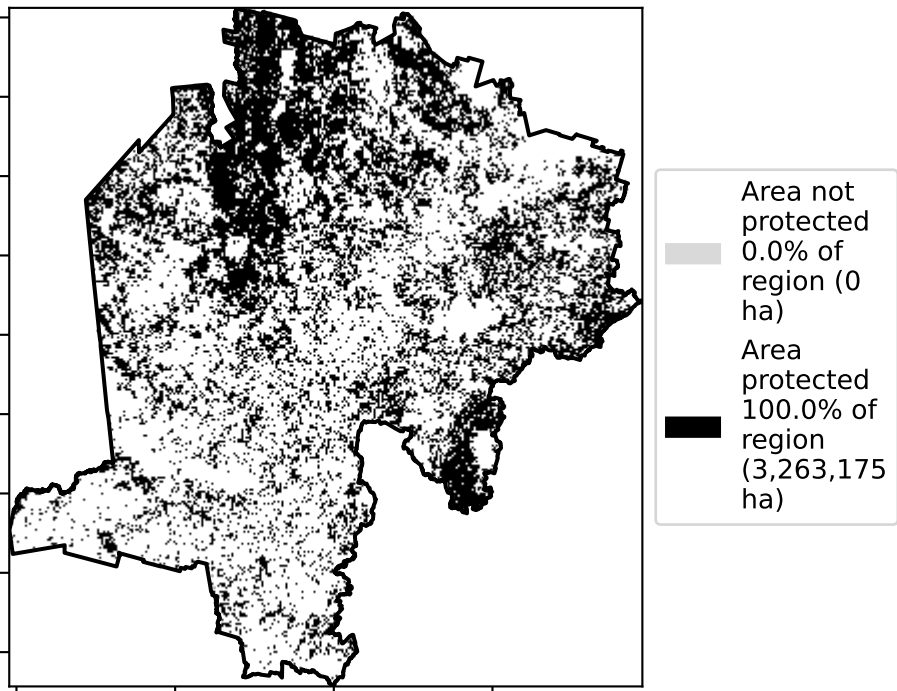 Area not
protected
0.0% of
region (0
ha)
Area
protected
100.0% of
region
(3,263,175
ha)